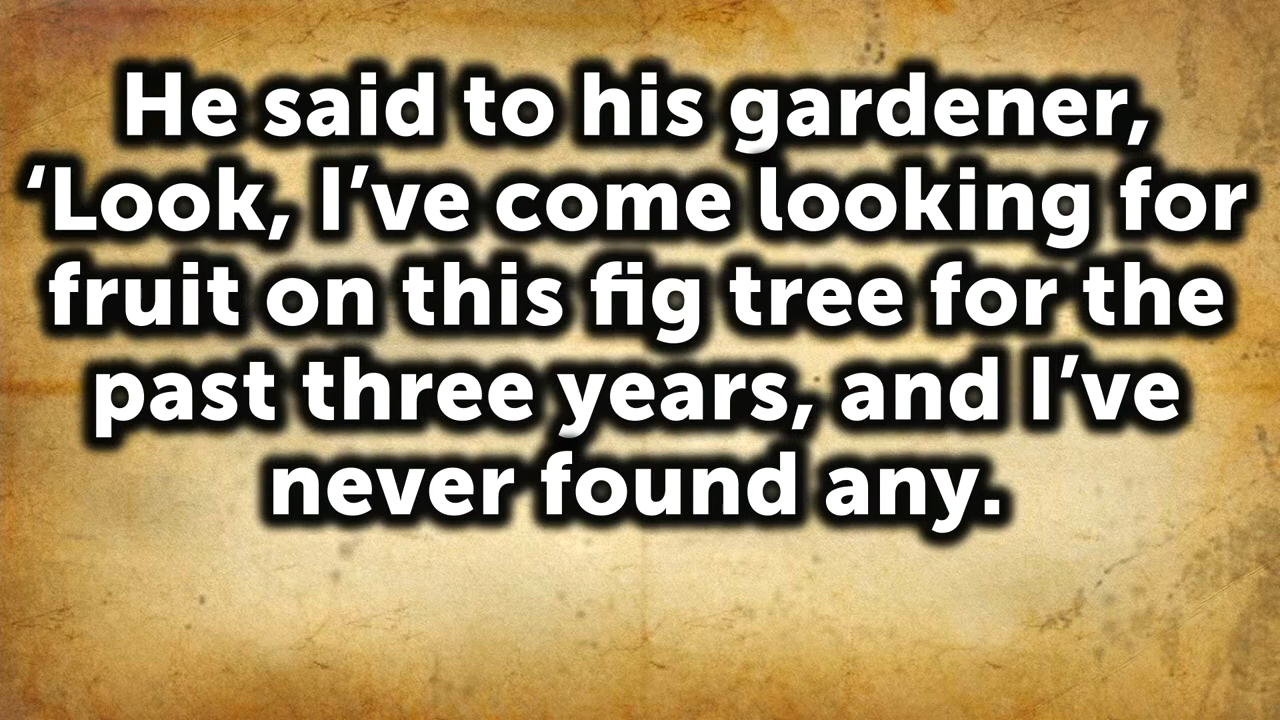 He said to his gardener,
‘Look, I’ve come looking for
fruit on this fig tree for the
past three years, and I’ve
never found any.